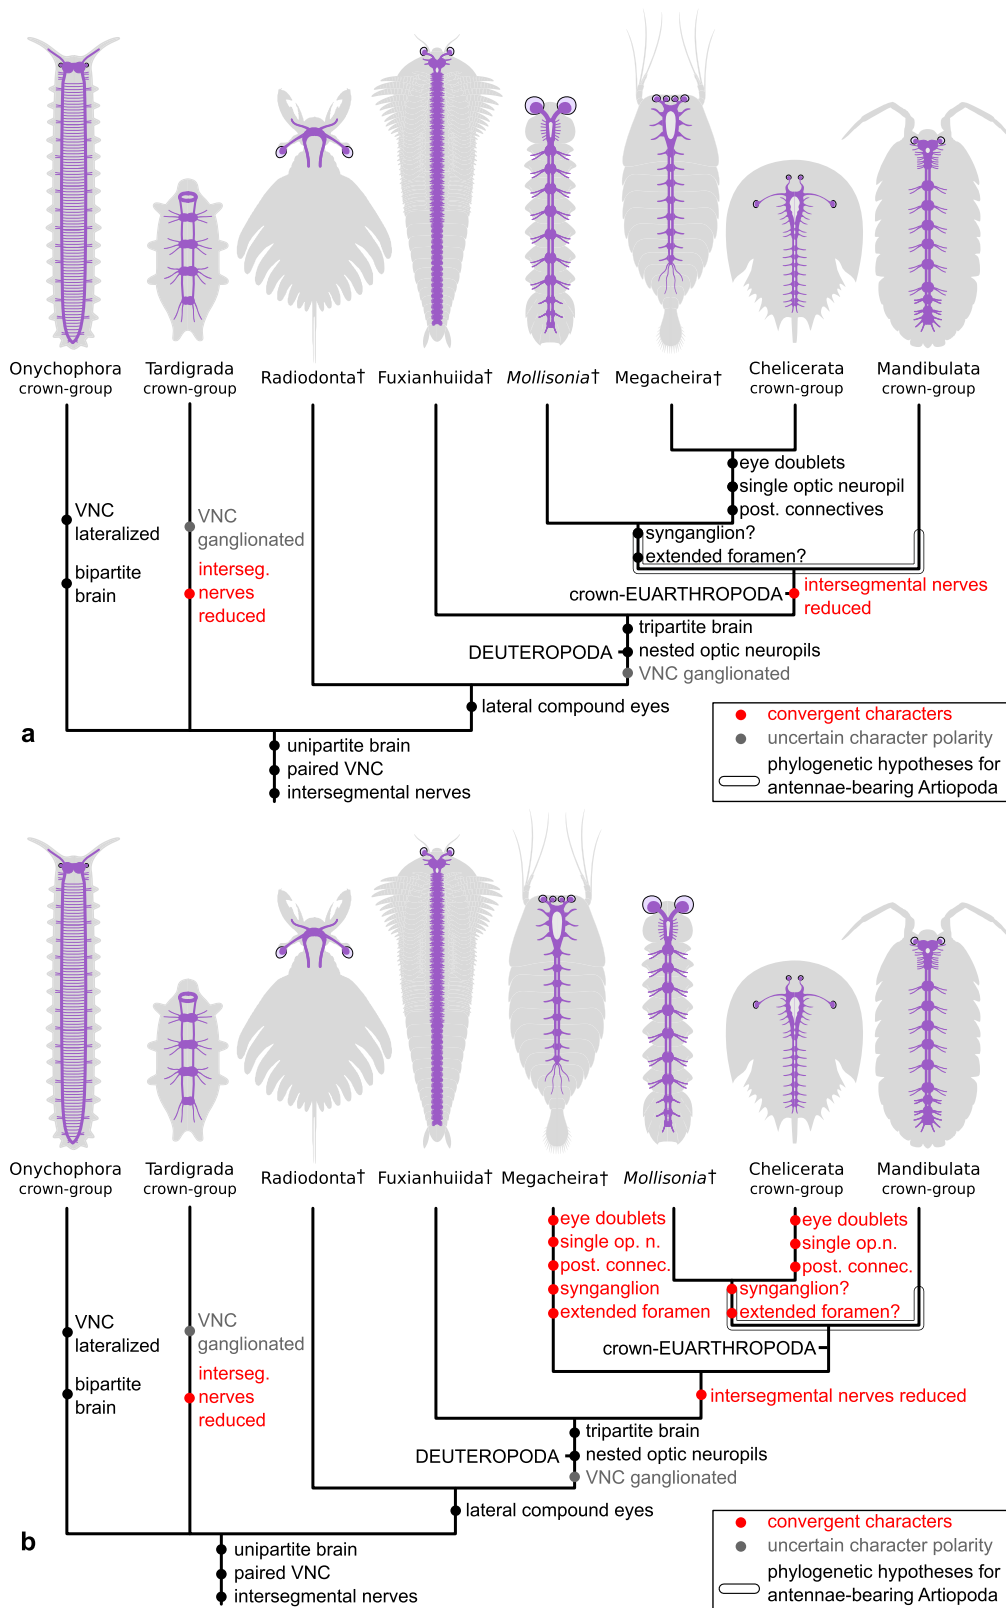 Onychophora
crown-group
Tardigrada
crown-group
Radiodonta†
Fuxianhuiida†
Mollisonia†
Megacheira†
Chelicerata
crown-group
Mandibulata
crown-group
eye doublets
single optic neuropil
post. connectives
VNC
lateralized
VNC
ganglionated
synganglion?
extended foramen?
bipartite
brain
interseg.
nerves
reduced
crown-EUARTHROPODA
intersegmental nerves
reduced
tripartite brain
DEUTEROPODA
nested optic neuropils
VNC ganglionated
lateral compound eyes
a
unipartite brain
paired VNC
intersegmental nerves
convergent characters
uncertain character polarity
phylogenetic hypotheses for
antennae-bearing Artiopoda
Onychophora
crown-group
Tardigrada
crown-group
Radiodonta†
Fuxianhuiida†
Megacheira†
Mollisonia†
Chelicerata
crown-group
Mandibulata
crown-group
eye doublets
single op. n.
post. connec.
synganglion
extended foramen
eye doublets
single op.n.
post. connec.
synganglion?
extended foramen?
VNC
lateralized
VNC
ganglionated
bipartite
brain
interseg.
nerves
reduced
crown-EUARTHROPODA
intersegmental nerves reduced
tripartite brain
DEUTEROPODA
nested optic neuropils
VNC ganglionated
lateral compound eyes
b
unipartite brain
paired VNC
intersegmental nerves
convergent characters
uncertain character polarity
phylogenetic hypotheses for
antennae-bearing Artiopoda